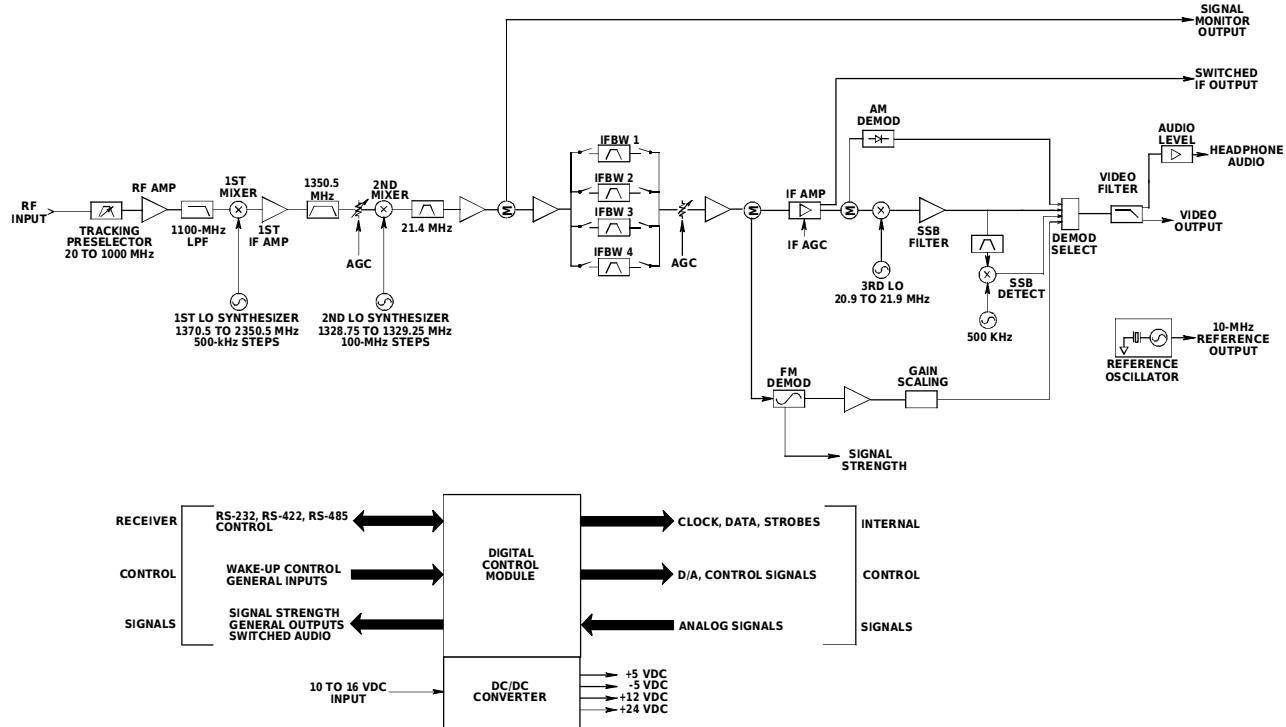 SIGNAL
MONITOR
OUTPUT
SWITCHED
IF OUTPUT
AM
DEMOD
AUDIO
LEVEL
HEADPHONE
AUDIO
IFBW 1
IFBW 2
IFBW 3
IFBW 4
RF
INPUT
TRACKING
PRESELECTOR
20 TO 1000 MHz
RF AMP
1100-MHz
LPF
1ST
MIXER
1ST
IF AMP
1350.5
MHz
AGC
2ND
MIXER
21.4 MHz
M
AGC
M
IF AMP
IF AGC
M
SSB
FILTER
VIDEO
FILTER
VIDEO
OUTPUT
DEMOD
SELECT
SSB
DETECT
500 KHz
3RD LO
20.9 TO 21.9 MHz
1ST LO SYNTHESIZER
1370.5 TO 2350.5 MHz
500-kHz STEPS
2ND LO SYNTHESIZER
1328.75 TO 1329.25 MHz
100-MHz STEPS
10-MHz
REFERENCE
OUTPUT
REFERENCE
OSCILLATOR
FM
DEMOD
GAIN
SCALING
SIGNAL
STRENGTH
RECEIVER
CONTROL
SIGNALS
RS-232, RS-422, RS-485
CONTROL
WAKE-UP CONTROL
GENERAL INPUTS
SIGNAL STRENGTH
GENERAL OUTPUTS
SWITCHED AUDIO
DIGITAL
CONTROL
MODULE
CLOCK, DATA, STROBES
D/A, CONTROL SIGNALS
ANALOG SIGNALS
INTERNAL
CONTROL
SIGNALS
10 TO 16 VDC
INPUT
DC/DC
CONVERTER
+5 VDC
-5 VDC
+12 VDC
+24 VDC